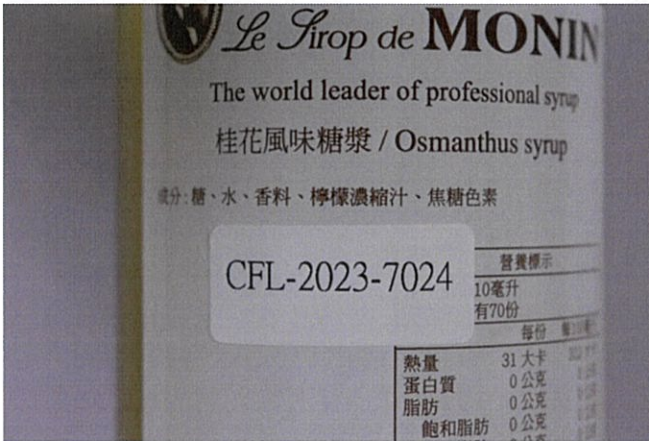 Le Sirop de MONIN
The world leader of professional syrup
桂花風味糖漿 / Osmanthus syrup
成分:糖、水、香料、檸檬濃縮汁、焦糖色素
CFL-2023-7024
營養標示
10毫升
有70份
每份
熱量 31 大卡
蛋白質 0 公克
脂肪 0 公克
飽和脂肪 0 公克